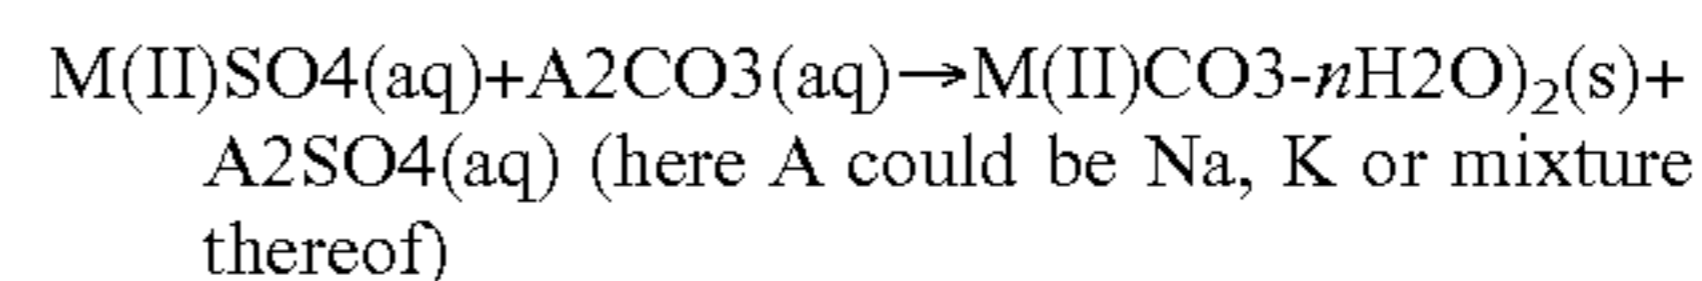 M(II)SO4(aq)+A2CO3(aq)→M(II)CO3-nH2O)₂(s)+
A2SO4(aq) (here A could be Na, K or mixture
thereof)